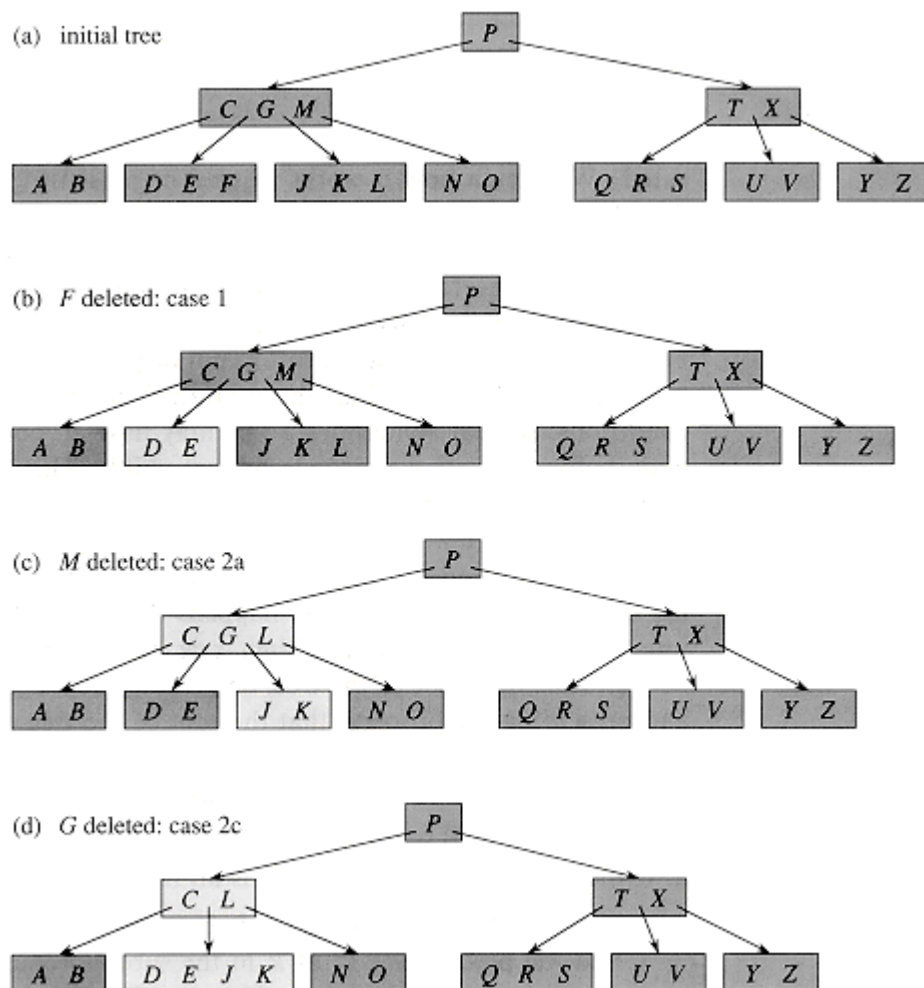 (a) initial tree
P
C G M
T X
A B
D E F
J K L
N O
Q R S
U V
Y Z
(b) F deleted: case 1
P
C G M
T X
A B
D E
J K L
N O
Q R S
U V
Y Z
(c) M deleted: case 2a
P
C G L
T X
A B
D E
J K
N O
Q R S
U V
Y Z
(d) G deleted: case 2c
P
C L
T X
A B
D E J K
N O
Q R S
U V
Y Z